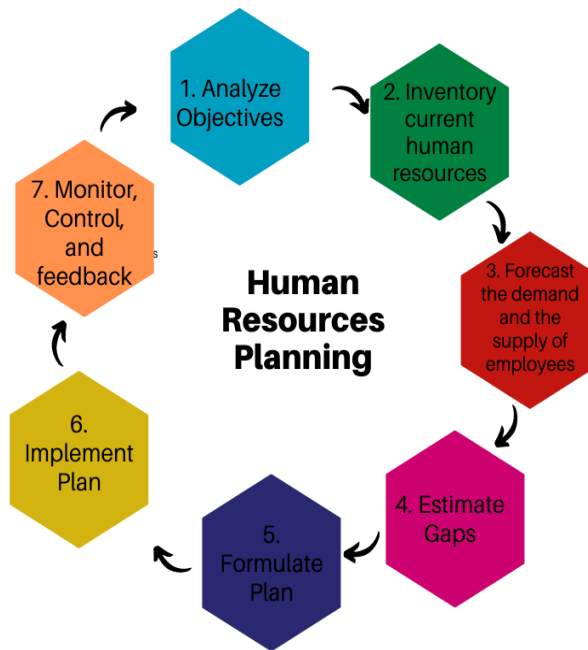 1. Analyze
Objectives
2. Inventory
current
human
resources
3. Forecast
the demand
and the
supply of
employees
4. Estimate
Gaps
5.
Formulate
Plan
6.
Implement
Plan
7. Monitor,
Control,
and
feedback
s
Human
Resources
Planning